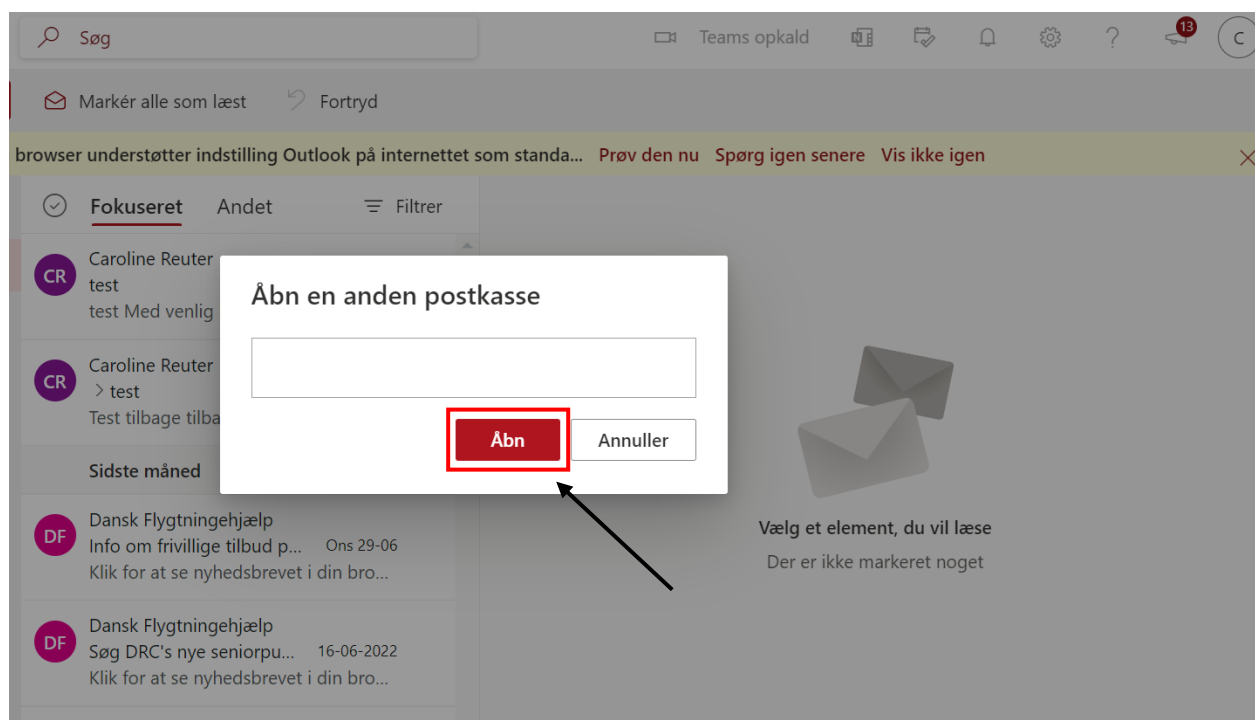 Søg
Teams opkald
13
C
Markér alle som læst
Fortryd
browser understøtter indstilling Outlook på internettet som standa... Prøv den nu Spørg igen senere Vis ikke igen
Fokuseret
Andet
Filtrer
CR
Caroline Reuter
test
test Med venlig
CR
Caroline Reuter
> test
Test tilbage tilba
Sidste måned
DF
Dansk Flygtningehjælp
Info om frivillige tilbud p... Ons 29-06
Klik for at se nyhedsbrevet i din bro...
DF
Dansk Flygtningehjælp
Søg DRC's nye seniorpu... 16-06-2022
Klik for at se nyhedsbrevet i din bro...
Åbn en anden postkasse
Åbn
Annuller
Vælg et element, du vil læse
Der er ikke markeret noget